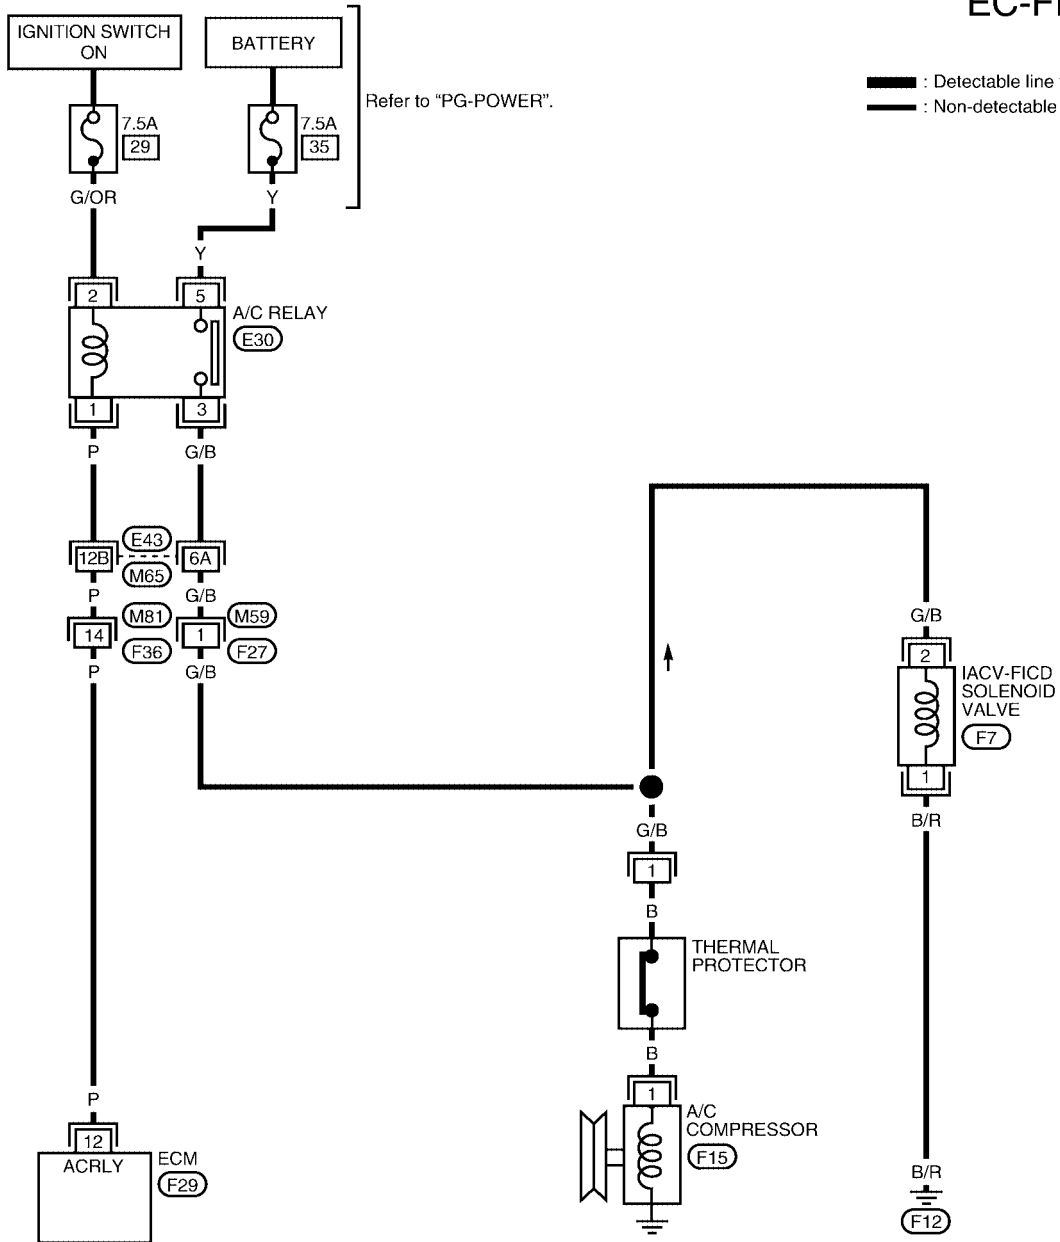 EC-FI
IGNITION SWITCH
ON
BATTERY
: Detectable line
: Non-detectable
Refer to “PG-POWER”.
7.5A
29
7.5A
35
G/OR
Y
Y
2
5
A/C RELAY
E30
1
3
P
G/B
E43
12B
6A
M65
P
G/B
M81
M59
14
1
F36
F27
P
G/B
G/B
2
IACV-FICD
SOLENOID
VALVE
F7
1
B/R
G/B
1
B
THERMAL
PROTECTOR
B
1
A/C
COMPRESSOR
F15
P
12
ACRLY
ECM
F29
B/R
F12